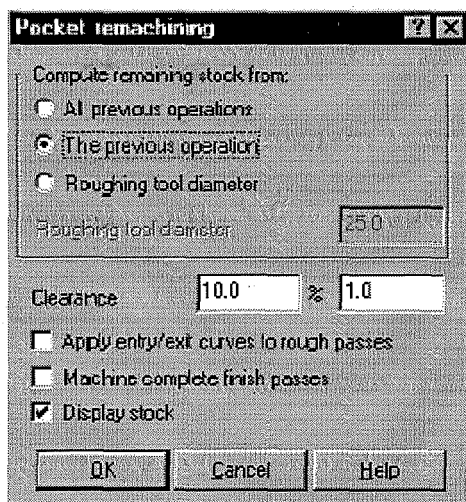 Pocket remachining
Compute remaining stock from:
All previous operations
The previous operation
Roughing tool diameter
Roughing tool diameter 25.0
Clearance 10.0 % 1.0
Apply entry/exit curves to rough passes
Machine complete finish passes
Display stock
OK Cancel Help